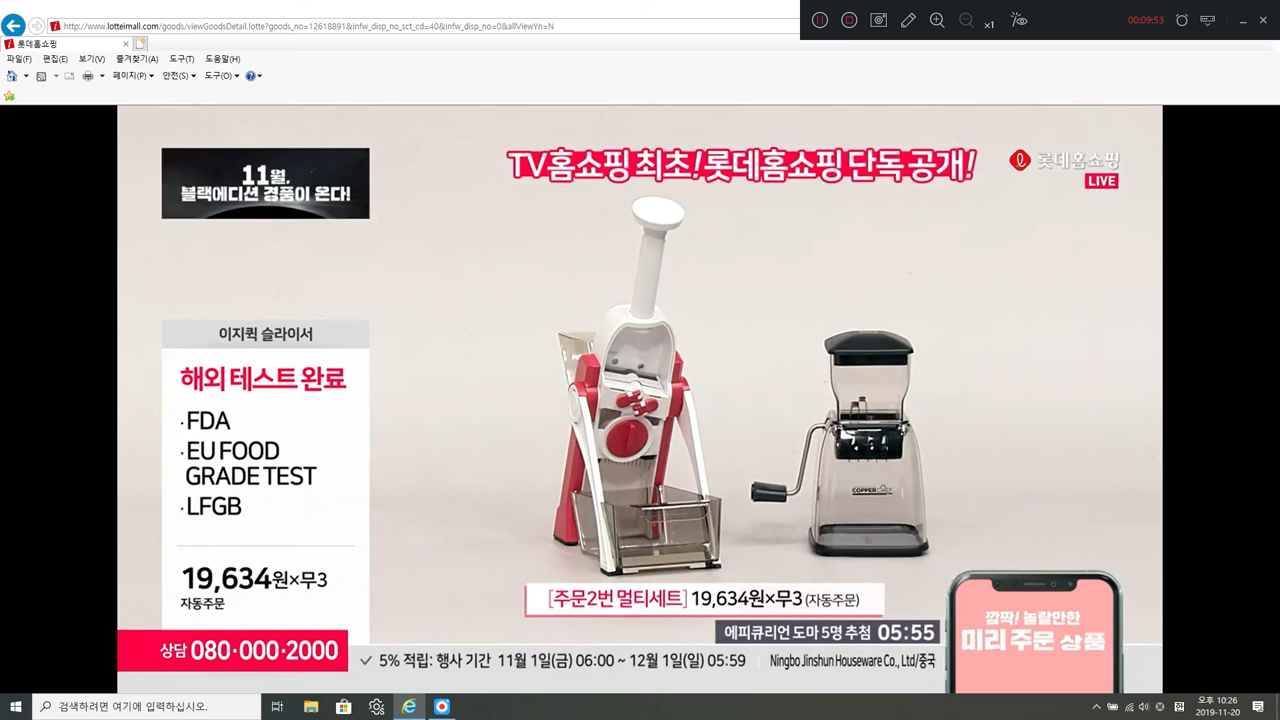 http://www.lotteimall.com/goods/viewGoodsDetail.lotte?goods_no=12618891&infw_disp_no_sct_cd=40&infw_disp_no=0&allViewYn=N
×1
00:09:53
롯데홈쇼핑
파일(F) 편집(E) 보기(V) 즐겨찾기(A) 도구(T) 도움말(H)
페이지(P) 안전(S) 도구(O)
11월,
블랙에디션 경품이 온다!
TV홈쇼핑 최초! 롯데홈쇼핑 단독 공개!
롯데홈쇼핑
LIVE
이지퀵 슬라이서
해외 테스트 완료
·FDA
·EU FOOD
GRADE TEST
·LFGB
19,634원×무3
자동주문
COPPER CHEF
[주문2번 멀티세트] 19,634원×무3 (자동주문)
에피큐리언 도마 5명 추첨 05:55
깜짝! 놀랄만한
미리 주문 상품
상담 080·000·2000
5% 적립: 행사 기간 11월 1일(금) 06:00 ~ 12월 1일(일) 05:59 Ningbo Jinshun Houseware Co., Ltd/중국
검색하려면 여기에 입력하십시오.
오후 10:26
2019-11-20